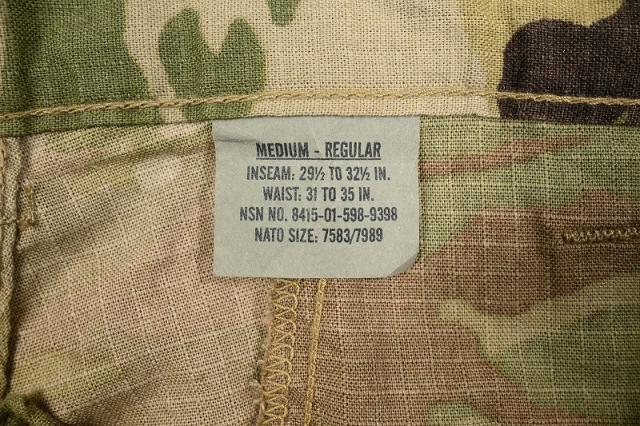 MEDIUM - REGULAR
INSEAM: 29½ TO 32½ IN.
WAIST: 31 TO 35 IN.
NSN NO. 8415-01-598-9398
NATO SIZE: 7583/7989